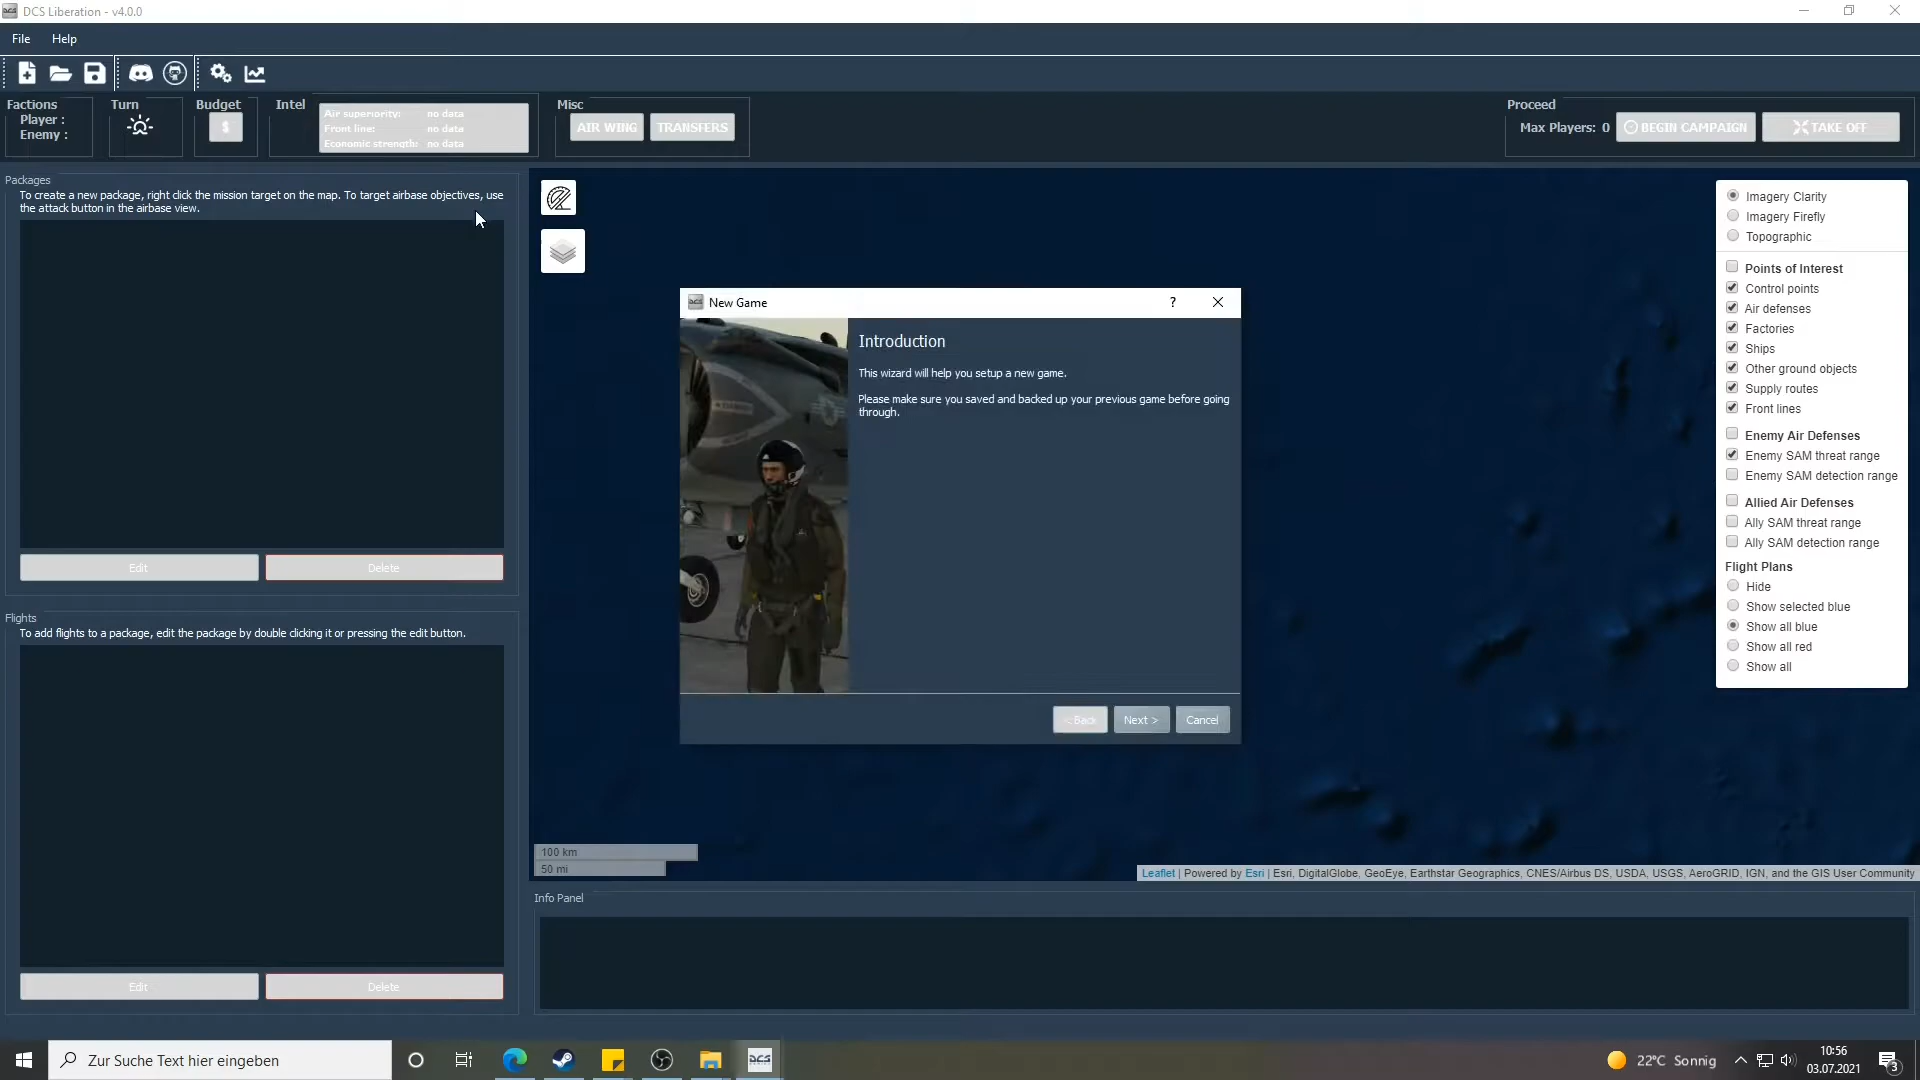 DCS Liberation - v4.0.0
File Help
Factions
Player :
Enemy :
Turn
Budget
$
Intel
Air superiority: no data
Front line: no data
Economic strength: no data
Misc
AIR WING TRANSFERS
Proceed
Max Players: 0 BEGIN CAMPAIGN TAKE OFF
Packages
To create a new package, right click the mission target on the map. To target airbase objectives, use
the attack button in the airbase view.
Edit Delete
Flights
To add flights to a package, edit the package by double clicking it or pressing the edit button.
Edit Delete
New Game ?
Introduction
This wizard will help you setup a new game.
Please make sure you saved and backed up your previous game before going
through.
< Back Next > Cancel
Imagery Clarity
Imagery Firefly
Topographic
Points of Interest
Control points
Air defenses
Factories
Ships
Other ground objects
Supply routes
Front lines
Enemy Air Defenses
Enemy SAM threat range
Enemy SAM detection range
Allied Air Defenses
Ally SAM threat range
Ally SAM detection range
Flight Plans
Hide
Show selected blue
Show all blue
Show all red
Show all
100 km
50 mi
Leaflet | Powered by Esri | Esri, DigitalGlobe, GeoEye, Earthstar Geographics, CNES/Airbus DS, USDA, USGS, AeroGRID, IGN, and the GIS User Community
Info Panel
Zur Suche Text hier eingeben
DCS
22°C Sonnig
10:56
03.07.2021
3